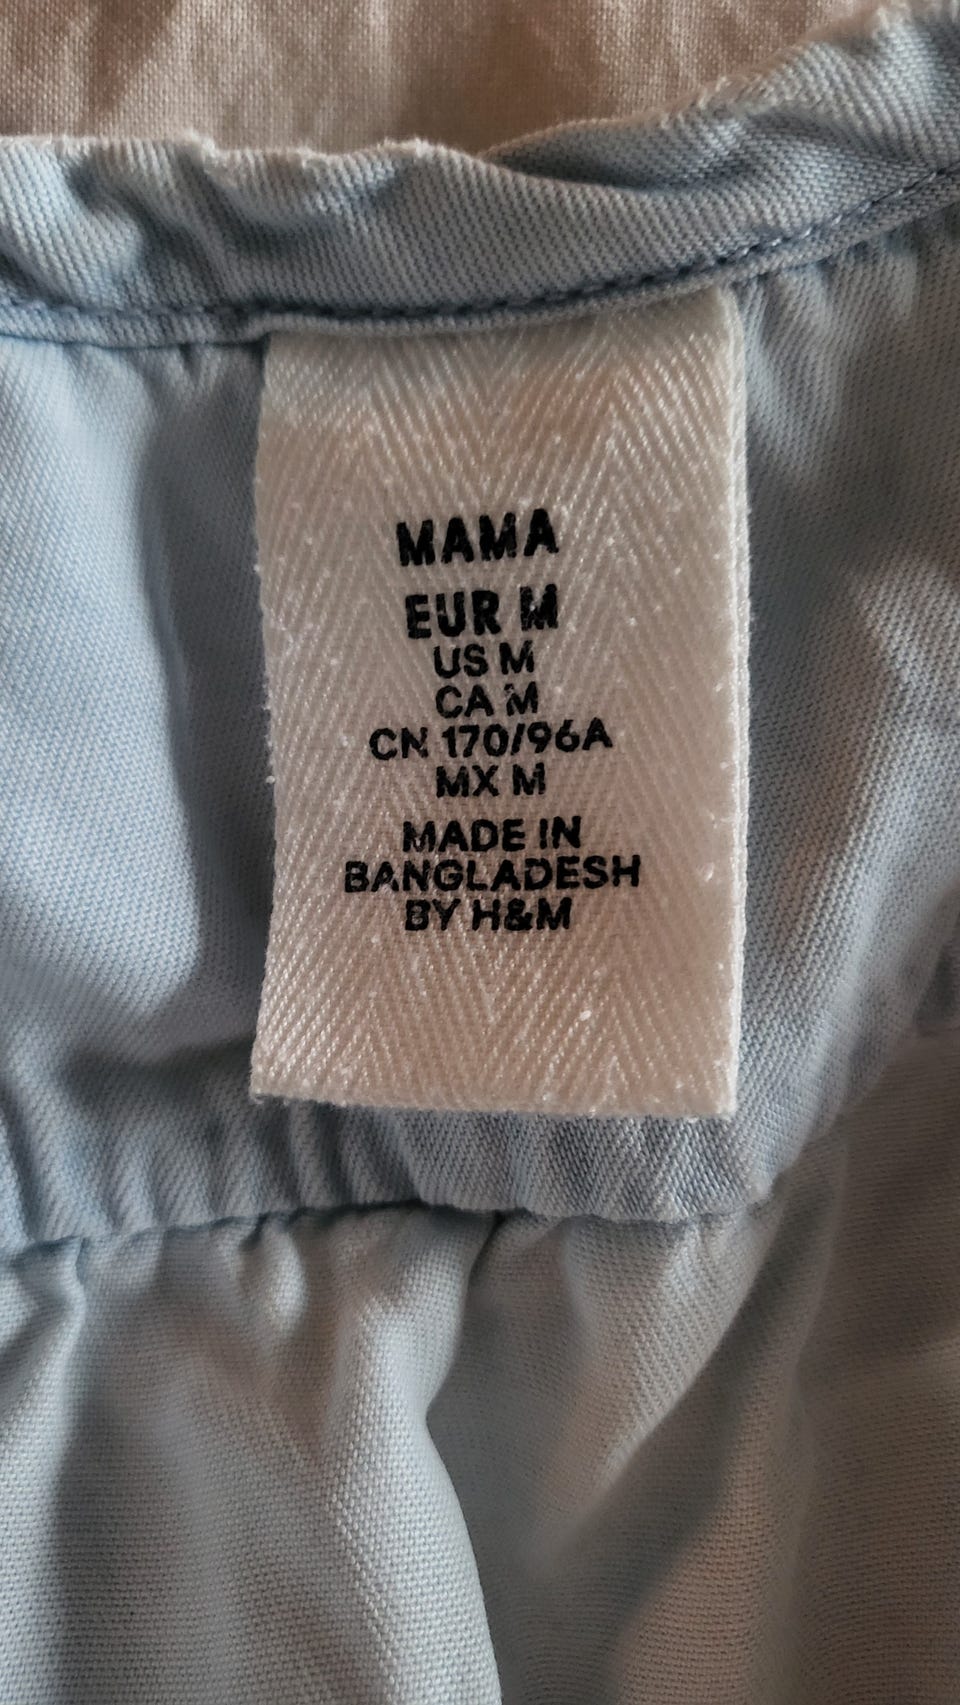 MAMA
EUR M
US M
CA M
CN 170/96A
MX M
MADE IN
BANGLADESH
BY H&M